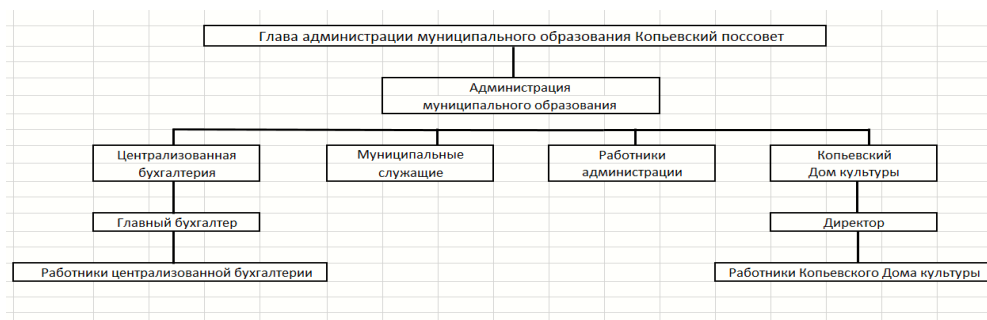 Глава администрации муниципального образования Копьевский поссовет
Администрация
муниципального образования
Централизованная
бухгалтерия
Муниципальные
служащие
Работники
администрации
Копьевский
Дом культуры
Главный бухгалтер
Директор
Работники централизованной бухгалтерии
Работники Копьевского Дома культуры